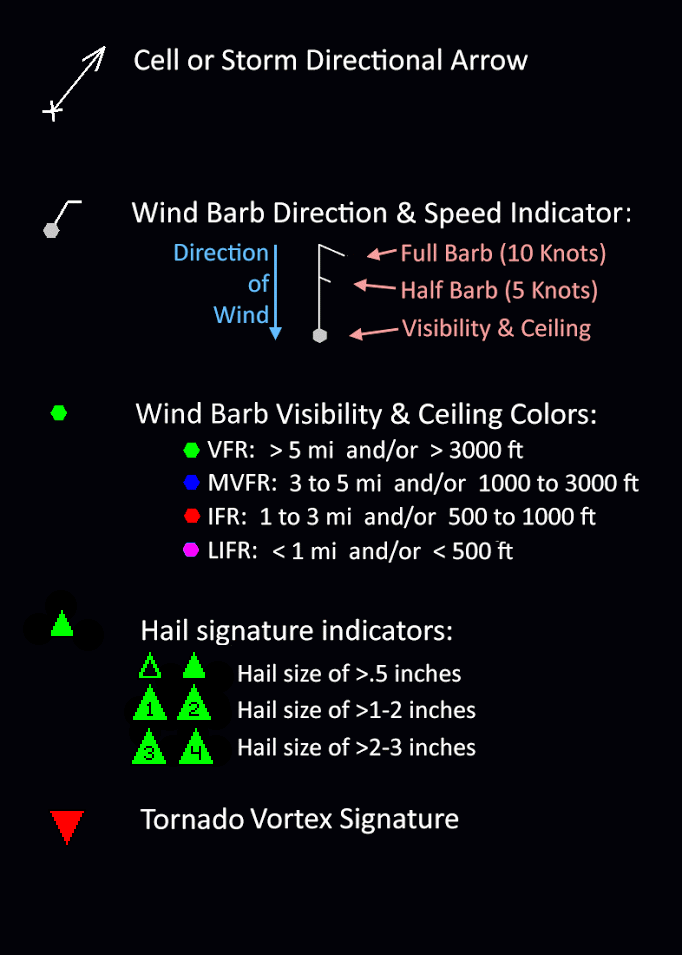 Cell or Storm Directional Arrow
Wind Barb Direction & Speed Indicator:
Direction
of
Wind
Full Barb (10 Knots)
Half Barb (5 Knots)
Visibility & Ceiling
Wind Barb Visibility & Ceiling Colors:
VFR: > 5 mi and/or > 3000 ft
MVFR: 3 to 5 mi and/or 1000 to 3000 ft
IFR: 1 to 3 mi and/or 500 to 1000 ft
LIFR: < 1 mi and/or < 500 ft
Hail signature indicators:
Hail size of >.5 inches
1 2 Hail size of >1-2 inches
3 4 Hail size of >2-3 inches
Tornado Vortex Signature